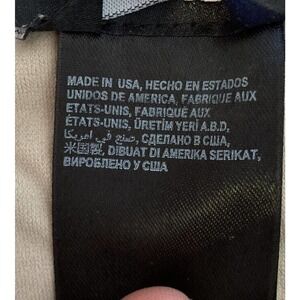 MADE IN USA, HECHO EN ESTADOS
UNIDOS DE AMERICA, FABRIQUE AUX
ETATS-UNIS, FABRIQUÉ AUX
ÉTATS-UNIS, ÜRETİM YERİ A.B.D,
صنع في امريكا, СДЕЛАНО В США,
米国製, DIBUAT DI AMERIKA SERIKAT,
ВИРОБЛЕНО У США